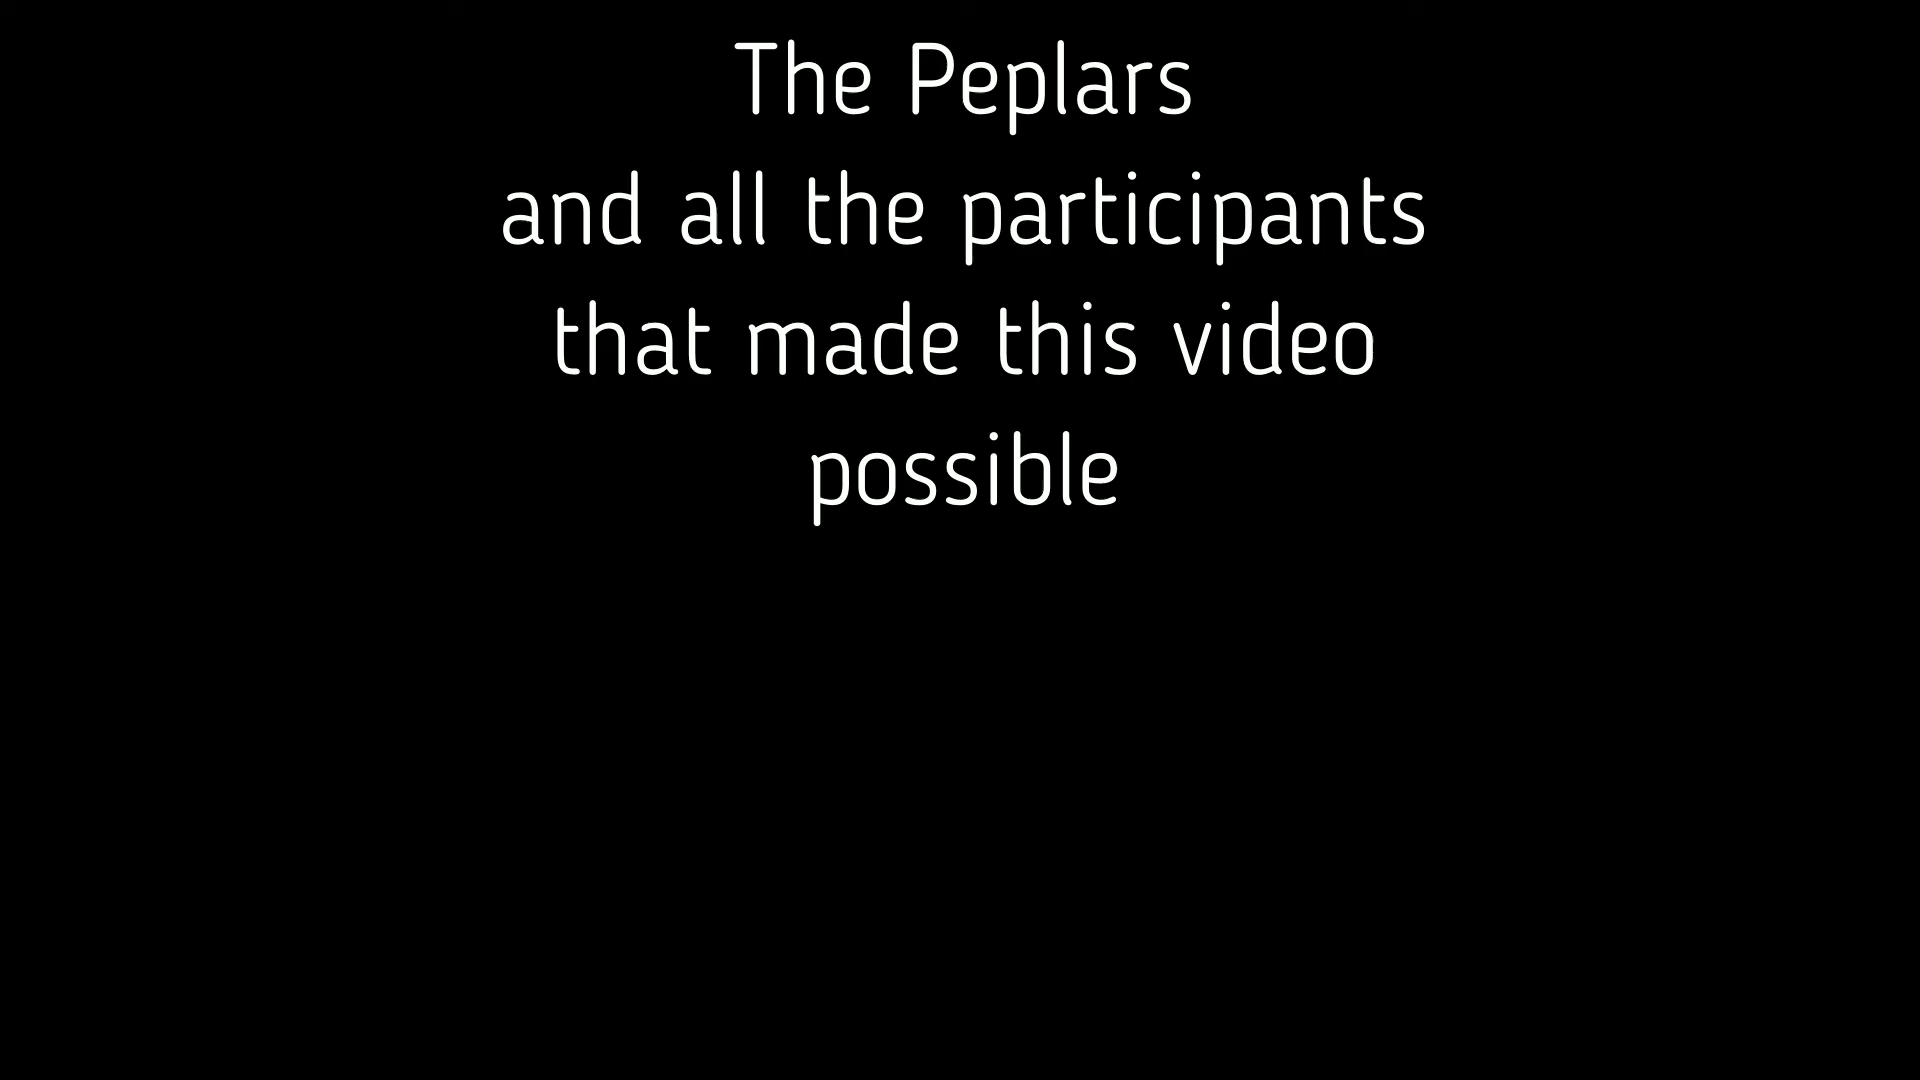 The Peplars
and all the participants
that made this video
possible